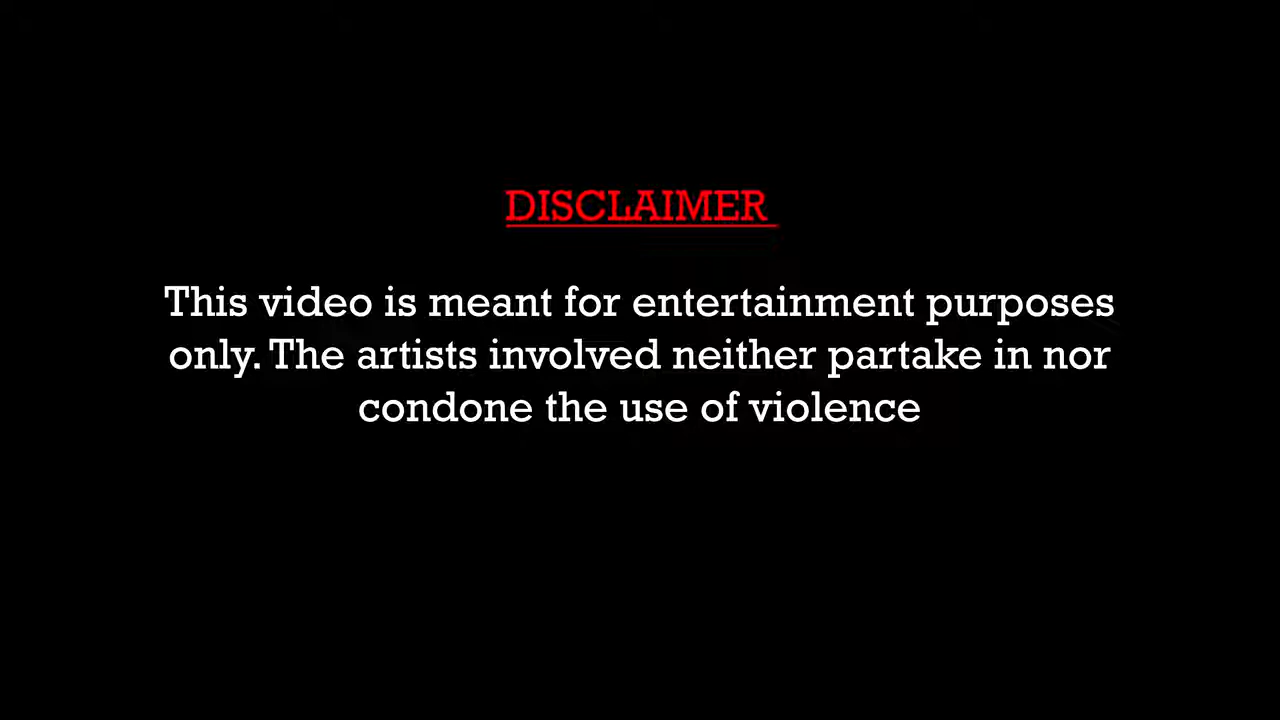 DISCLAIMER
This video is meant for entertainment purposes
only. The artists involved neither partake in nor
condone the use of violence